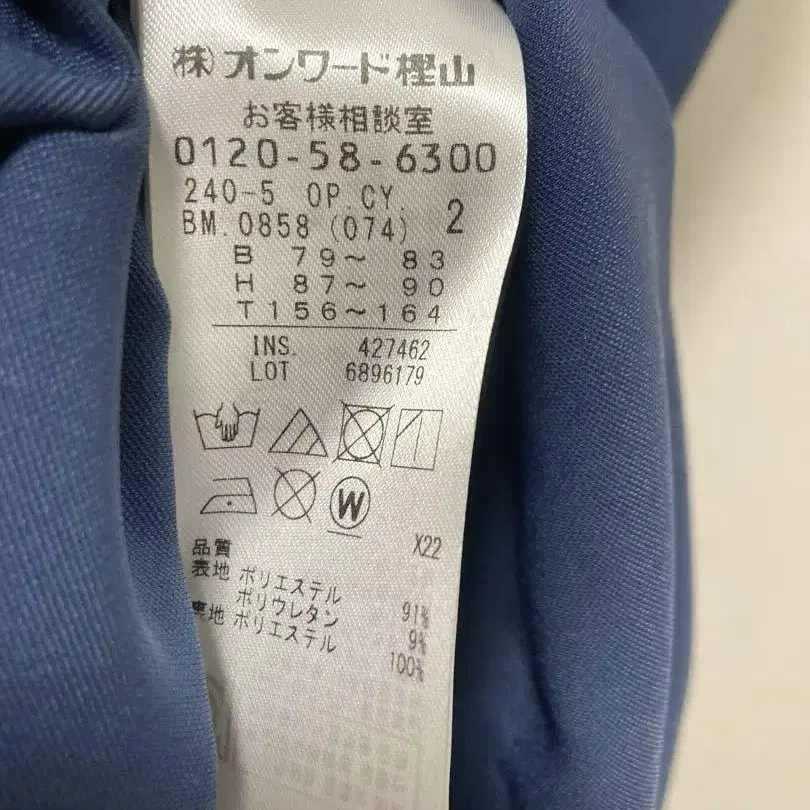 (株)オンワード樫山
お客様相談室
0120-58-6300
240-5 OP.CY. 2
BM.0858 (074)
B 79〜 83
H 87〜 90
T 156〜164
INS. 427462
LOT 6896179
W
品質 X22
表地 ポリエステル 91%
ポリウレタン 9%
裏地 ポリエステル 100%